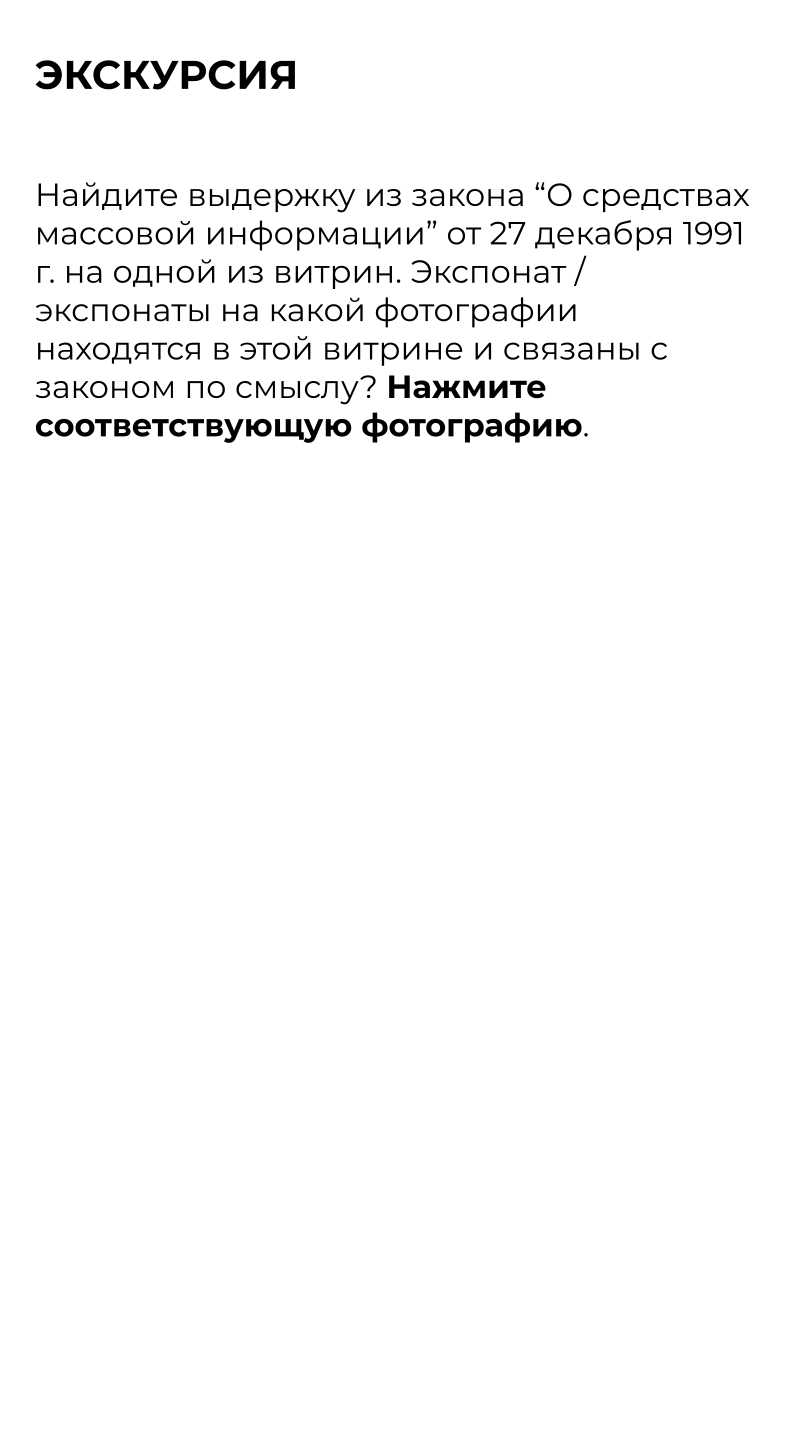 ЭКСКУРСИЯ
Найдите выдержку из закона “О средствах
массовой информации” от 27 декабря 1991
г. на одной из витрин. Экспонат /
экспонаты на какой фотографии
находятся в этой витрине и связаны с
законом по смыслу? Нажмите
соответствующую фотографию.